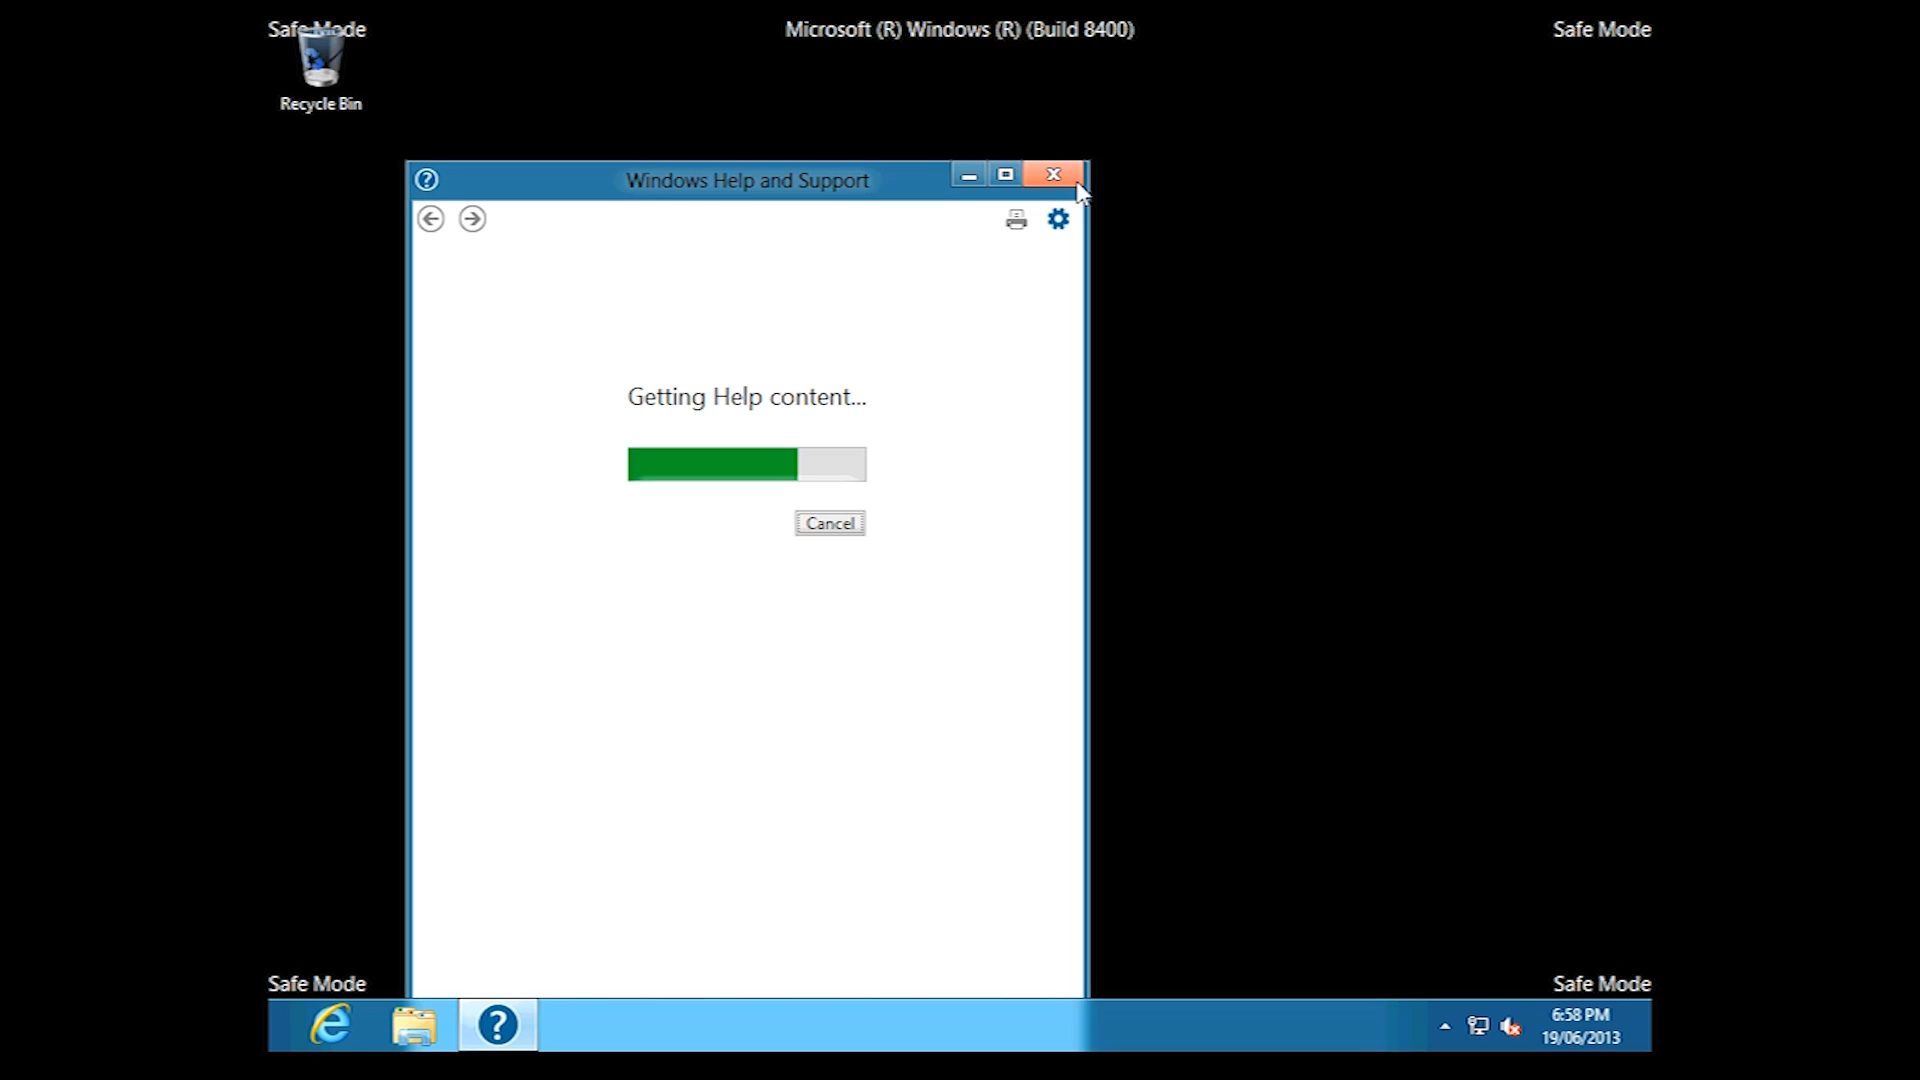 Safe Mode
Microsoft (R) Windows (R) (Build 8400)
Safe Mode
Recycle Bin
Windows Help and Support
Getting Help content...
Cancel
Safe Mode
Safe Mode
6:58 PM
19/06/2013